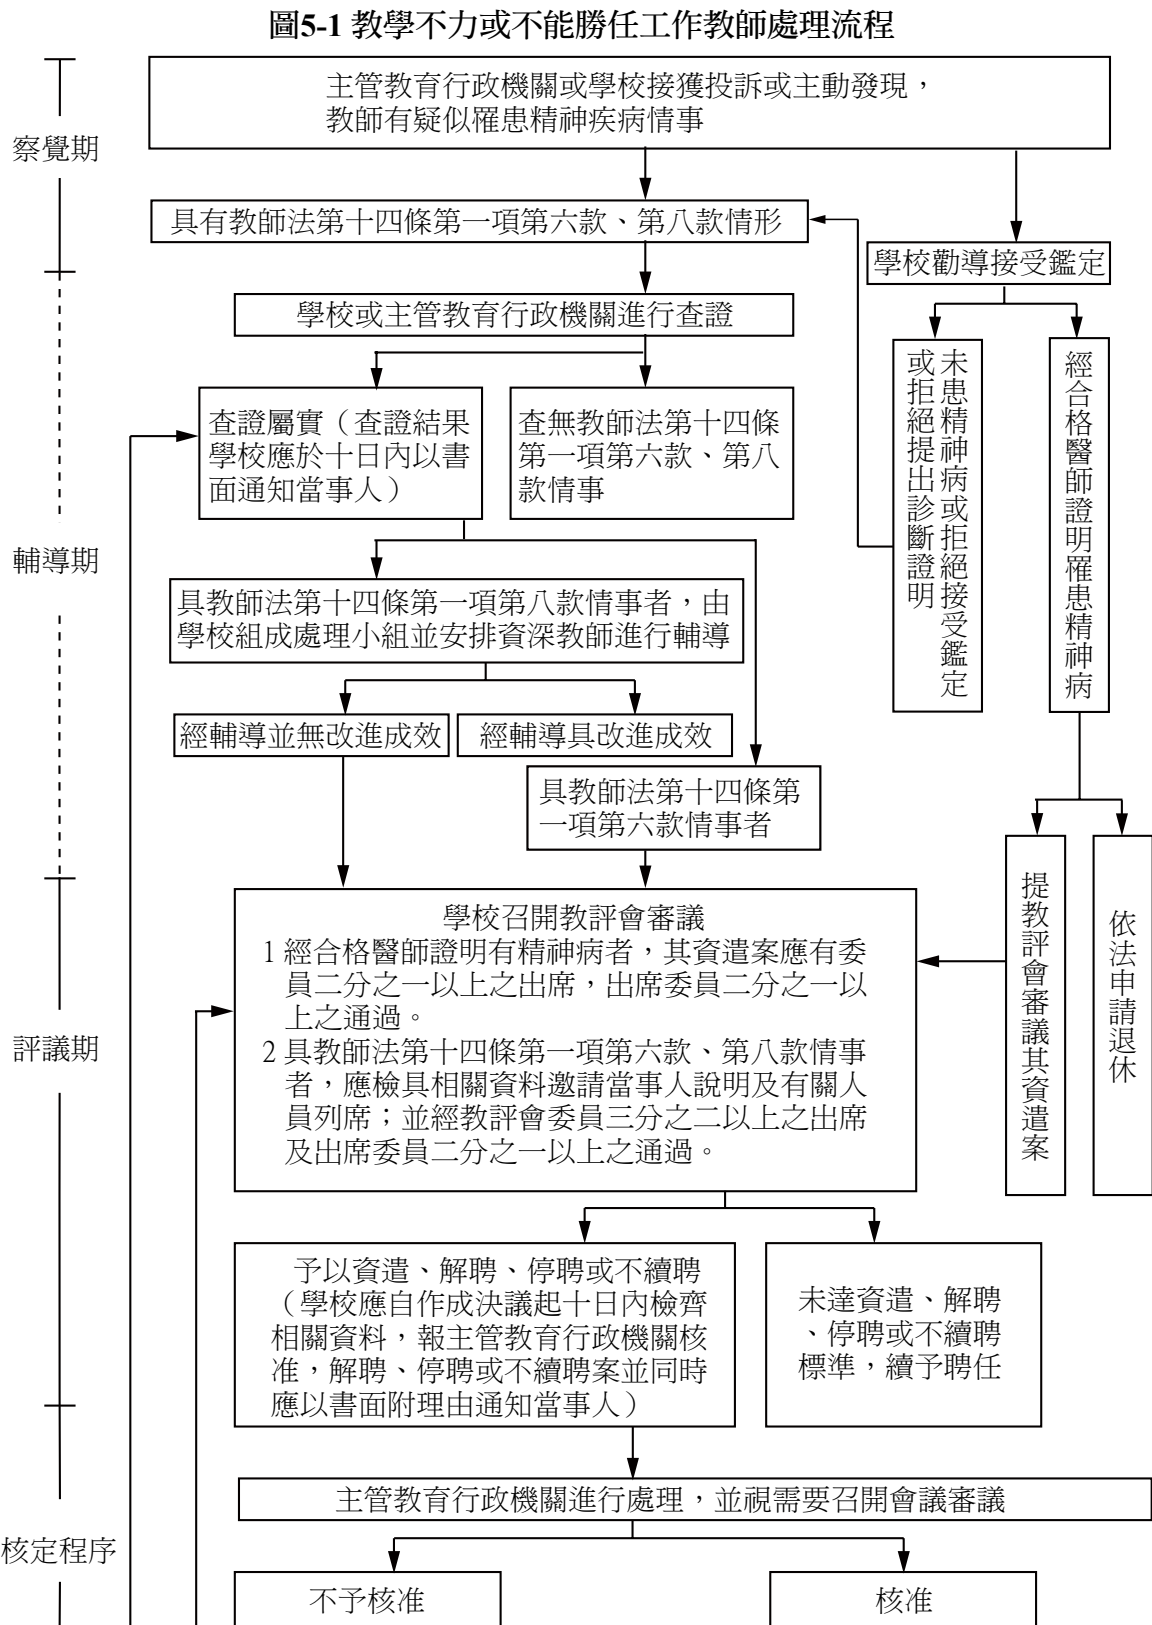 圖5-1 教學不力或不能勝任工作教師處理流程
察覺期
主管教育行政機關或學校接獲投訴或主動發現，
教師有疑似罹患精神疾病情事
具有教師法第十四條第一項第六款、第八款情形
學校勸導接受鑑定
輔導期
學校或主管教育行政機關進行查證
查證屬實（查證結果
學校應於十日內以書
面通知當事人）
查無教師法第十四條
第一項第六款、第八
款情事
未患精神病或拒絕接受鑑定
或拒絕提出診斷證明
經合格醫師證明罹患精神病
具教師法第十四條第一項第八款情事者，由
學校組成處理小組並安排資深教師進行輔導
經輔導並無改進成效
經輔導具改進成效
具教師法第十四條第
一項第六款情事者
評議期
學校召開教評會審議
1 經合格醫師證明有精神病者，其資遣案應有委
員二分之一以上之出席，出席委員二分之一以
上之通過。
2 具教師法第十四條第一項第六款、第八款情事
者，應檢具相關資料邀請當事人說明及有關人
員列席；並經教評會委員三分之二以上之出席
及出席委員二分之一以上之通過。
提教評會審議其資遣案
依法申請退休
予以資遣、解聘、停聘或不續聘
（學校應自作成決議起十日內檢齊
相關資料，報主管教育行政機關核
准，解聘、停聘或不續聘案並同時
應以書面附理由通知當事人）
未達資遣、解聘
、停聘或不續聘
標準，續予聘任
核定程序
主管教育行政機關進行處理，並視需要召開會議審議
不予核准
核准